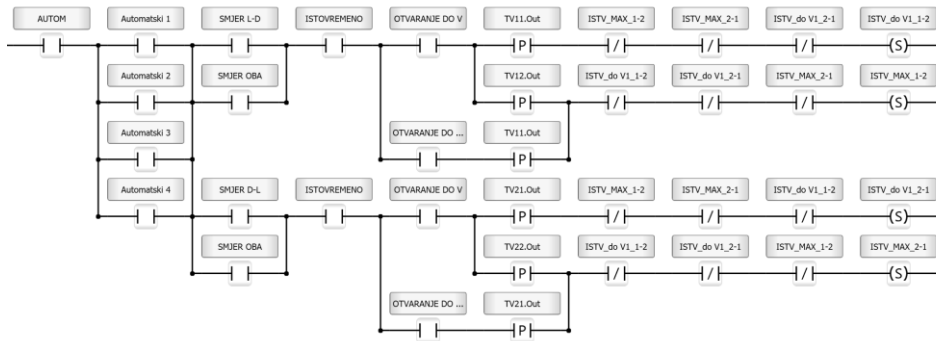 AUTOM Automatski 1 SMJER L-D ISTOVREMENO OTVARANJE DO V TV11.Out ISTV_MAX_1-2 ISTV_MAX_2-1 ISTV_do V1_2-1 ISTV_do V1_1-2
P / / / S
Automatski 2 SMJER OBA TV12.Out ISTV_do V1_1-2 ISTV_do V1_2-1 ISTV_MAX_2-1 ISTV_MAX_1-2
P / / / S
Automatski 3 OTVARANJE DO ... TV11.Out
P
Automatski 4 SMJER D-L ISTOVREMENO OTVARANJE DO V TV21.Out ISTV_MAX_1-2 ISTV_MAX_2-1 ISTV_do V1_1-2 ISTV_do V1_2-1
P / / / S
SMJER OBA TV22.Out ISTV_do V1_1-2 ISTV_do V1_2-1 ISTV_MAX_1-2 ISTV_MAX_2-1
P / / / S
OTVARANJE DO ... TV21.Out
P